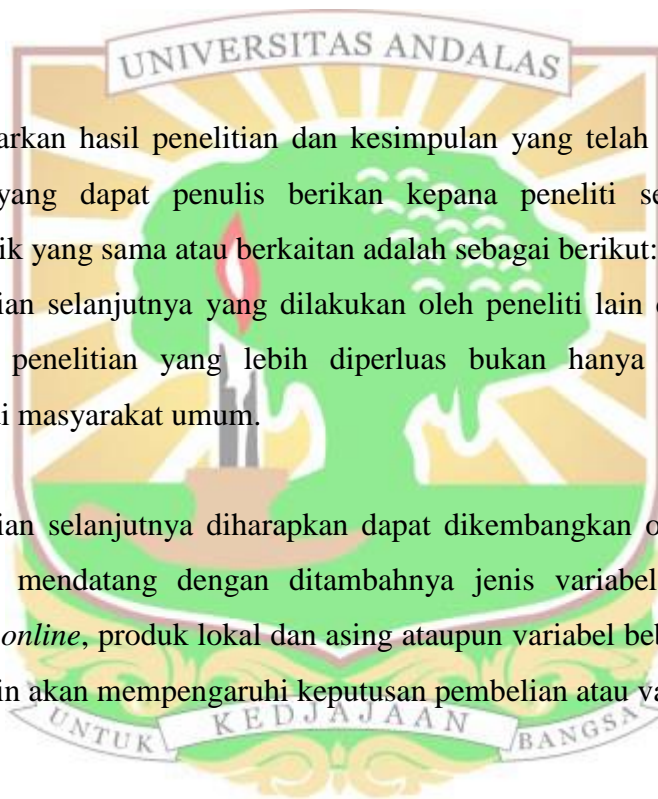 UNIVERSITAS ANDALAS
arkan hasil penelitian dan kesimpulan yang telah
yang dapat penulis berikan kepana peneliti se
ik yang sama atau berkaitan adalah sebagai berikut:
ian selanjutnya yang dilakukan oleh peneliti lain
penelitian yang lebih diperluas bukan hanya
i masyarakat umum.
ian selanjutnya diharapkan dapat dikembangkan o
mendatang dengan ditambahnya jenis variabel
online, produk lokal dan asing ataupun variabel beb
in akan mempengaruhi keputusan pembelian atau va
UNTUK KEDJAJAAN BANGSA